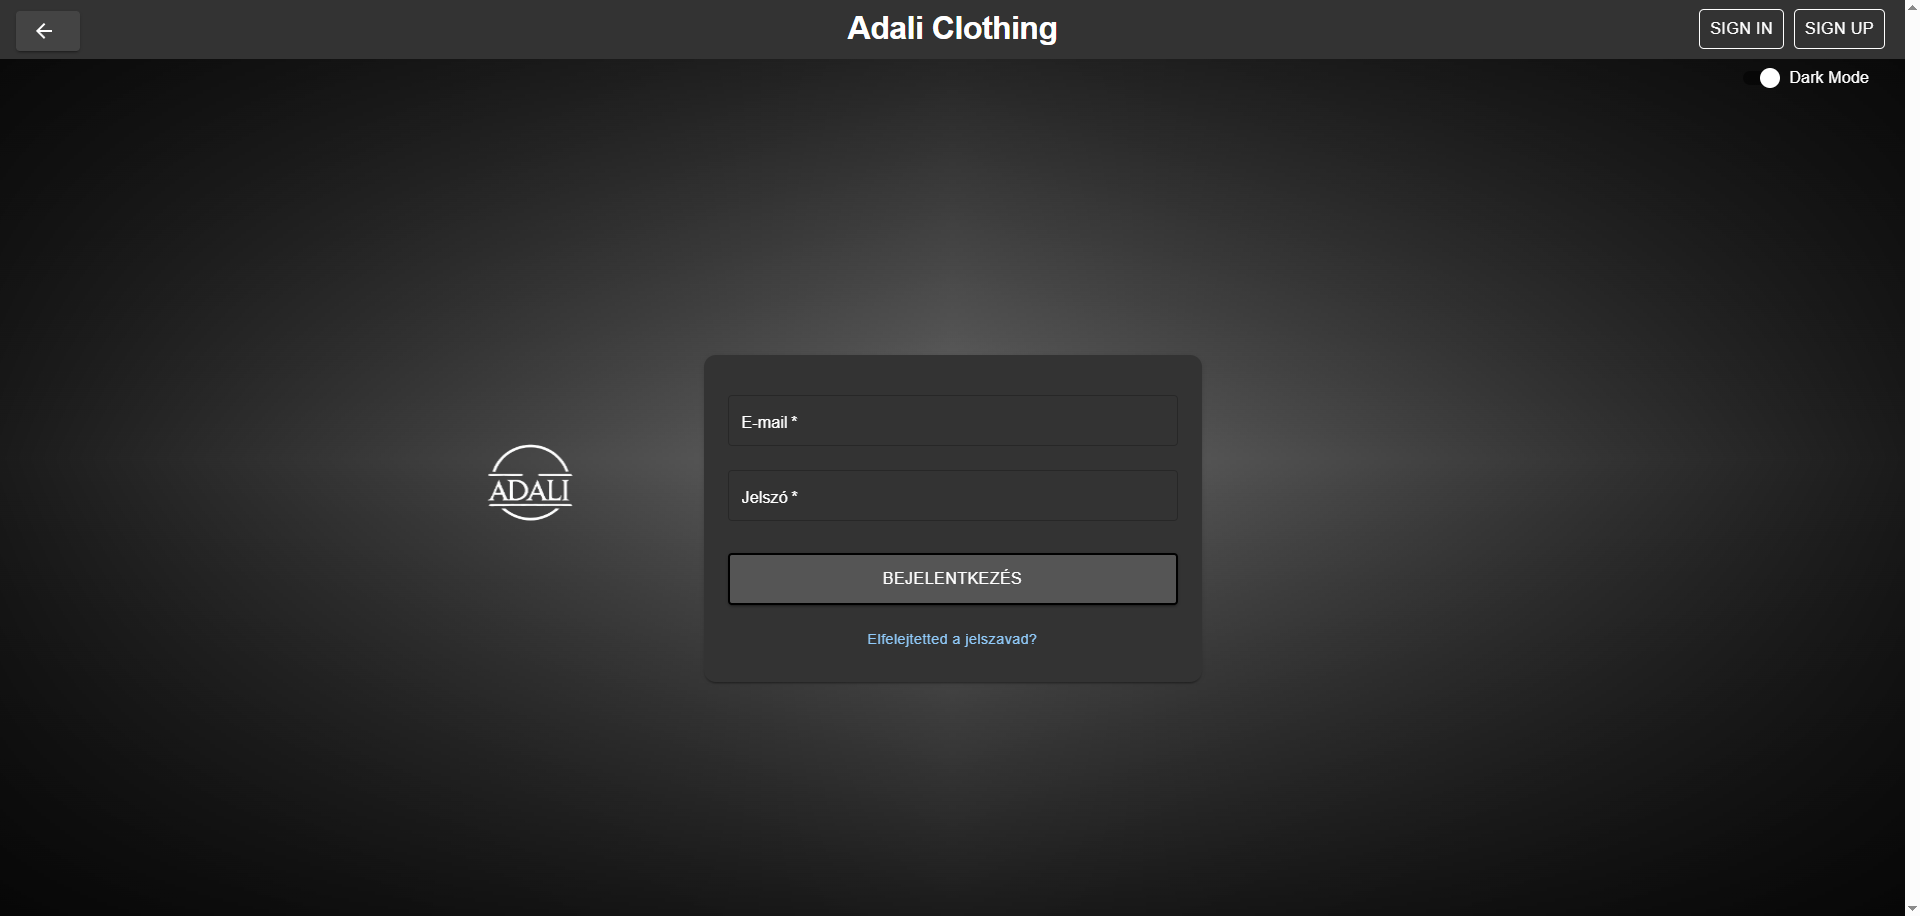 Adali Clothing
SIGN IN
SIGN UP
Dark Mode
E-mail *
ADALI
Jelszó *
BEJELENTKEZÉS
Elfelejtetted a jelszavad?